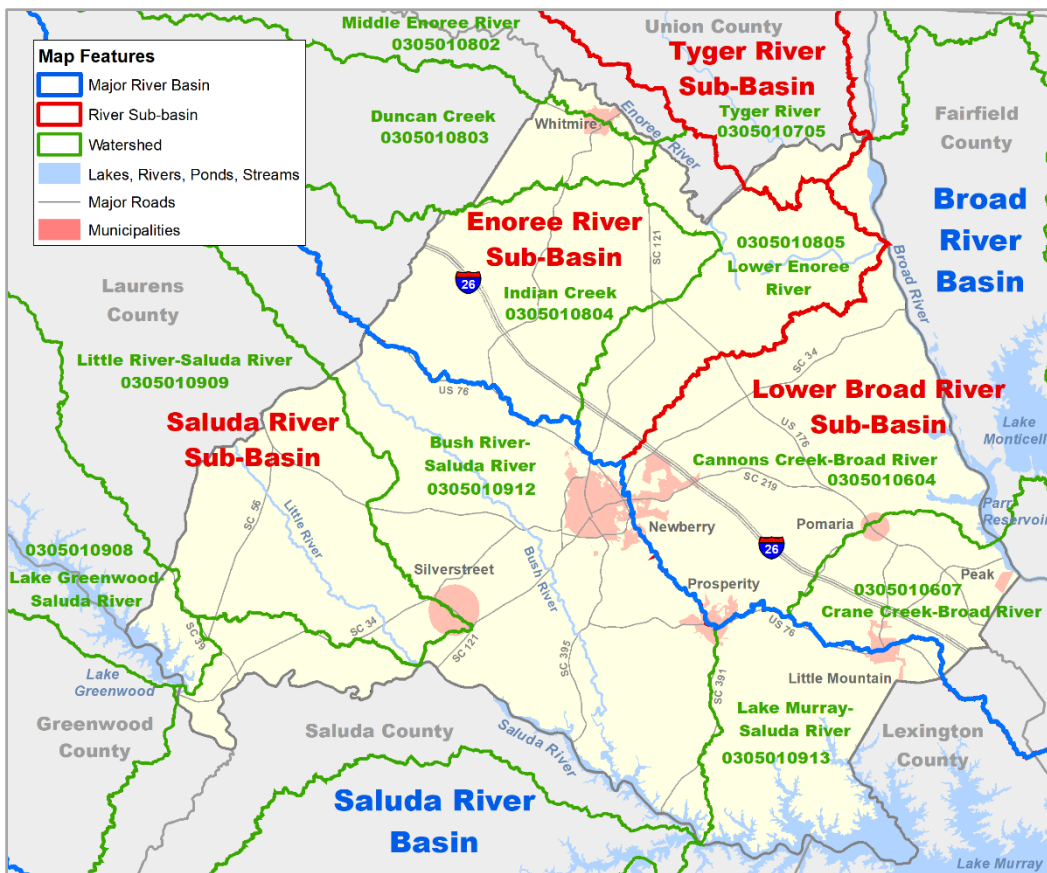 Map Features
Major River Basin
River Sub-basin
Watershed
Lakes, Rivers, Ponds, Streams
Major Roads
Municipalities
Middle Enoree River
0305010802
Union County
Tyger River
Sub-Basin
Tyger River
0305010705
Duncan Creek
0305010803
Whitmire
Enoree River
Fairfield
County
Broad
River
Basin
Enoree River
Sub-Basin
SC 121
26
Indian Creek
0305010804
0305010805
Lower Enoree
River
Broad River
Laurens
County
Little River-Saluda River
0305010909
US 76
SC 34
Saluda River
Sub-Basin
Lower Broad River
Sub-Basin
US 176
Lake
Monticell
Bush River-
Saluda River
0305010912
Cannons Creek-Broad River
0305010604
SC 219
SC 56
Little River
Newberry
Pomaria
Parr
Reservoir
26
Bush River
0305010908
Lake Greenwood-
Saluda River
Silverstreet
Prosperity
Peak
0305010607
Crane Creek-Broad River
SC 34
SC 39
SC 121
SC 395
US 76
SC 391
Little Mountain
Lake
Greenwood
Greenwood
County
Saluda County
Saluda River
Lake Murray-
Saluda River
0305010913
Lexington
County
Saluda River
Basin
Lake Murray